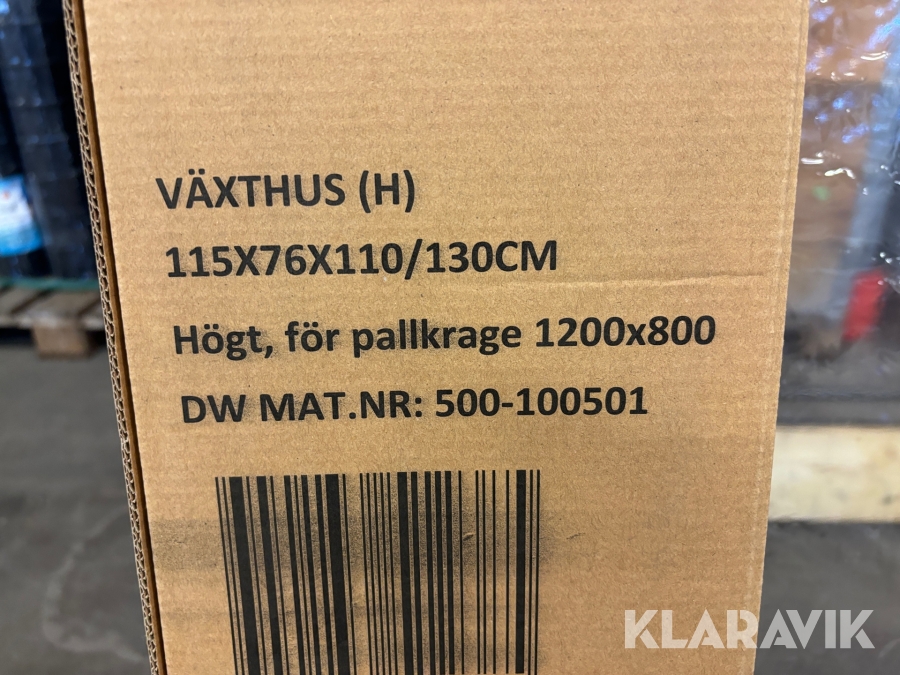 VÄXTHUS (H)
115X76X110/130CM
Högt, för pallkrage 1200x800
DW MAT.NR: 500-100501
KLARAVIK